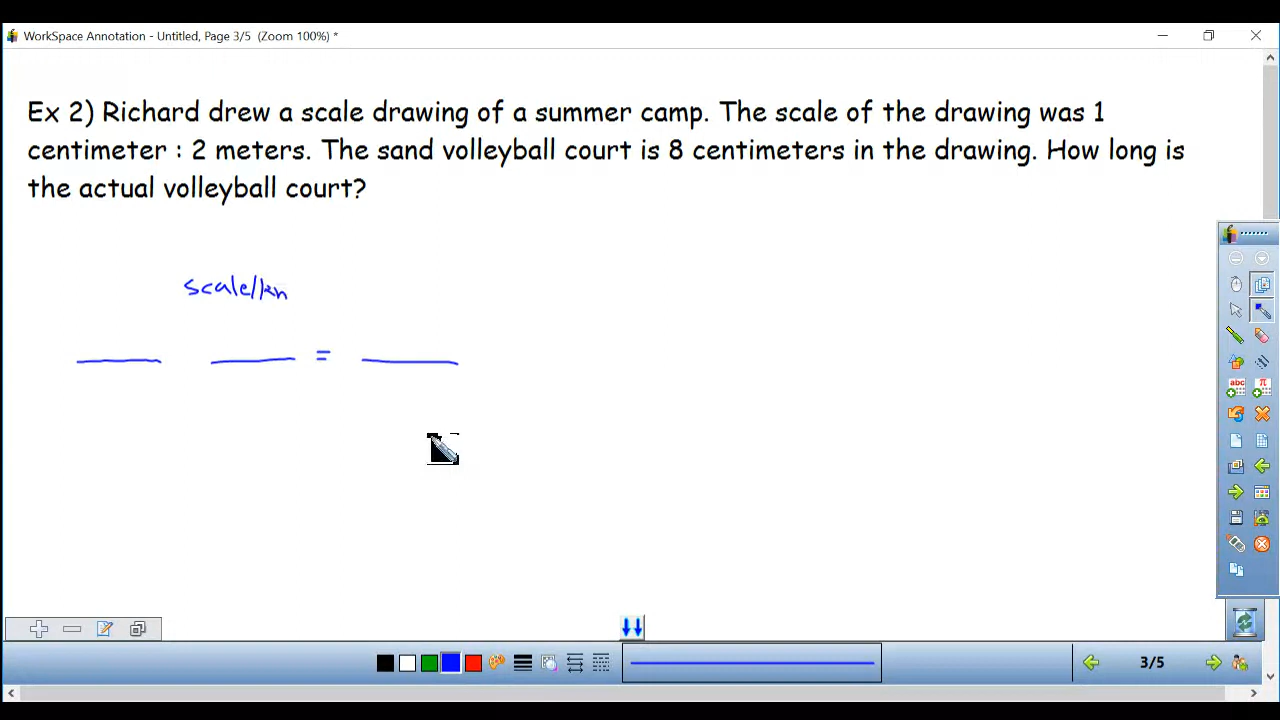 WorkSpace Annotation - Untitled, Page 3/5 (Zoom 100%) *
Ex 2) Richard drew a scale drawing of a summer camp. The scale of the drawing was 1
centimeter : 2 meters. The sand volleyball court is 8 centimeters in the drawing. How long is
the actual volleyball court?
scale/kn
=
abc
π
3/5